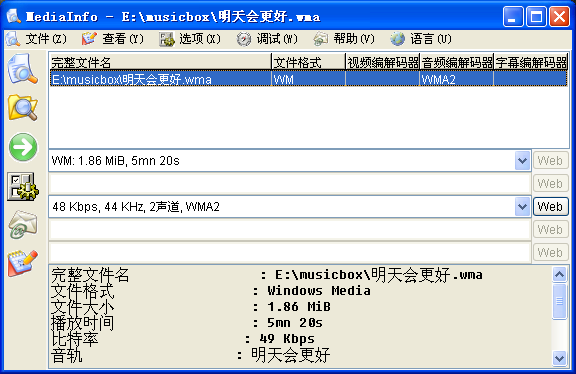 MediaInfo - E:\musicbox\明天会更好.wma
文件(Z) 查看(Y) 选项(X) 调试(W) 帮助(V) 语言(U)
完整文件名 文件格式 视频编解码器 音频编解码器 字幕编解码器
E:\musicbox\明天会更好.wma WM WMA2
WM: 1.86 MiB, 5mn 20s Web
Web
48 Kbps, 44 KHz, 2声道, WMA2 Web
Web
Web
完整文件名 : E:\musicbox\明天会更好.wma
文件格式 : Windows Media
文件大小 : 1.86 MiB
播放时间 : 5mn 20s
比特率 : 49 Kbps
音轨 : 明天会更好